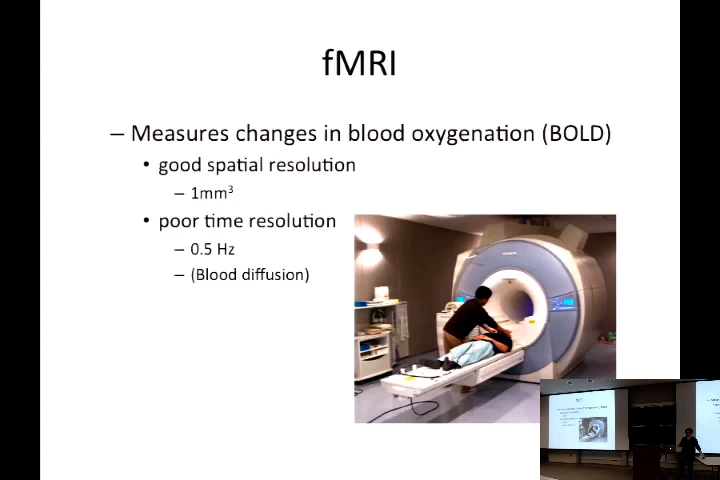 fMRI
– Measures changes in blood oxygenation (BOLD)
• good spatial resolution
– 1mm³
• poor time resolution
– 0.5 Hz
– (Blood diffusion)